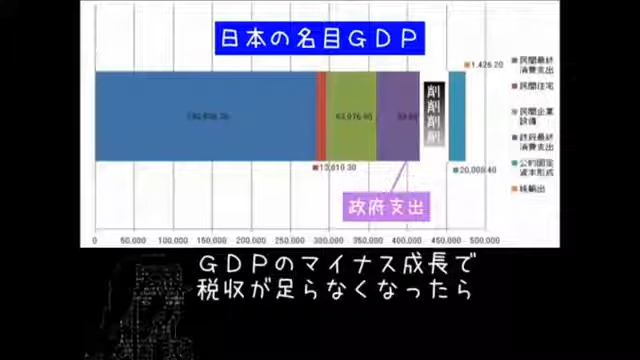 日本の名目GDP
1,426.20
民間最終
消費支出
民間住宅
民間企業
設備
政府最終
消費支出
公的固定
資本形成
純輸出
削
削
削
削
13,610.30
20,009.40
政府支出
0
50,000
100,000
150,000
200,000
250,000
300,000
350,000
400,000
450,000
500,000
GDPのマイナス成長で
税収が足らなくなったら